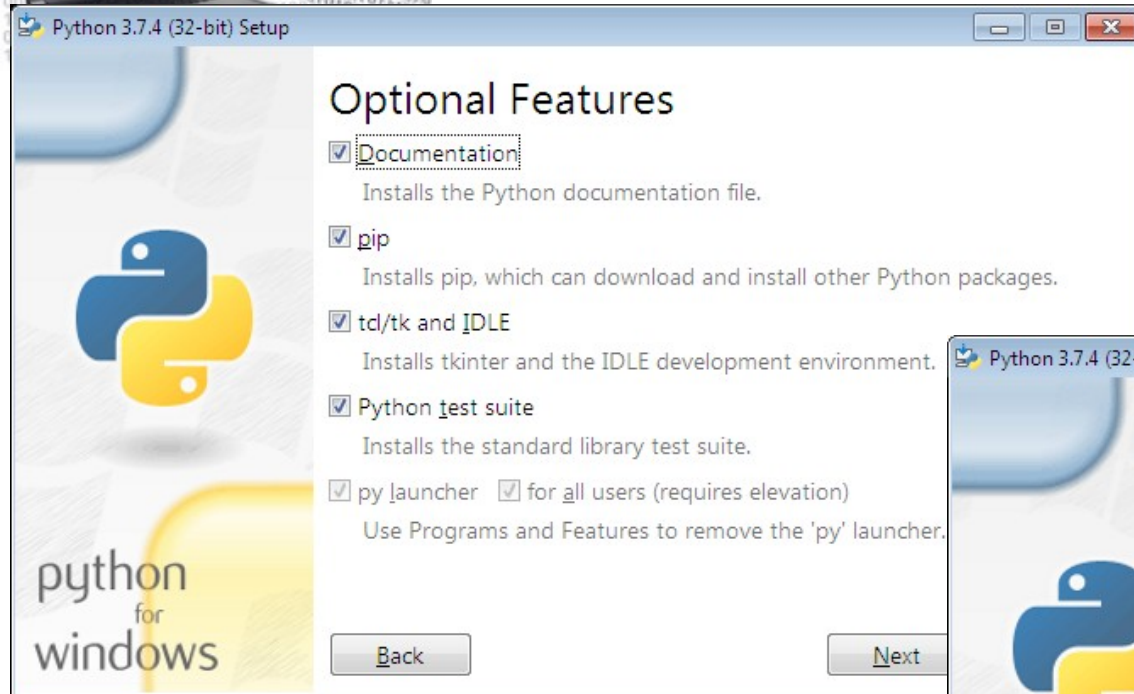 Python 3.7.4 (32-bit) Setup
Optional Features
Documentation
Installs the Python documentation file.
pip
Installs pip, which can download and install other Python packages.
tcl/tk and IDLE
Installs tkinter and the IDLE development environment.
Python 3.7.4 (32-
Python test suite
Installs the standard library test suite.
py launcher for all users (requires elevation)
Use Programs and Features to remove the 'py' launcher.
python
for
windows
Back
Next